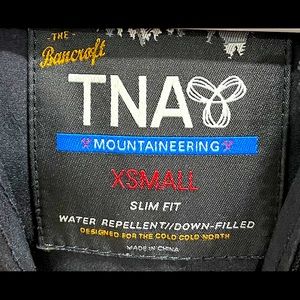 -THE-
Bancroft
TNA
MOUNTAINEERING
XSMALL
SLIM FIT
WATER REPELLENT//DOWN-FILLED
DESIGNED FOR THE COLD COLD NORTH
MADE IN CHINA